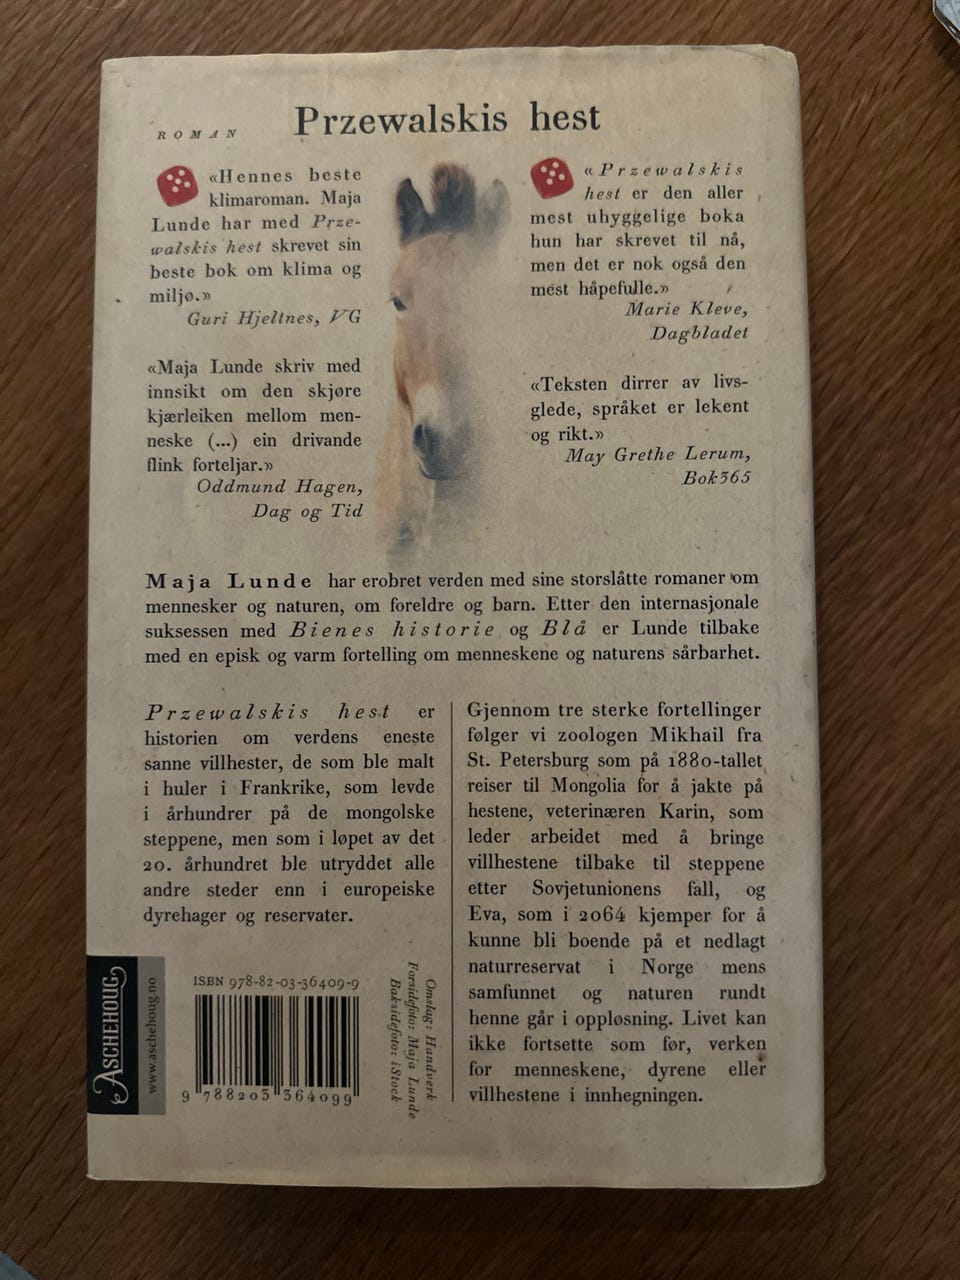 ROMAN
Przewalskis hest
«Hennes beste
klimaroman. Maja
Lunde har med Prze-
walskis hest skrevet sin
beste bok om klima og
miljø.»
Guri Hjeltnes, VG
«Maja Lunde skriv med
innsikt om den skjøre
kjærleiken mellom men-
neske (...) ein drivande
flink forteljar.»
Oddmund Hagen,
Dag og Tid
«Przewalskis
hest er den aller
mest uhyggelige boka
hun har skrevet til nå,
men det er nok også den
mest håpefulle.»
Marie Kleve,
Dagbladet
«Teksten dirrer av livs-
glede, språket er lekent
og rikt.»
May Grethe Lerum,
Bok365
Maja Lunde har erobret verden med sine storslåtte romaner om
mennesker og naturen, om foreldre og barn. Etter den internasjonale
suksessen med Bienes historie og Blå er Lunde tilbake
med en episk og varm fortelling om menneskene og naturens sårbarhet.
Przewalskis hest er
historien om verdens eneste
sanne villhester, de som ble malt
i huler i Frankrike, som levde
i århundrer på de mongolske
steppene, men som i løpet av det
20. århundret ble utryddet alle
andre steder enn i europeiske
dyrehager og reservater.
Gjennom tre sterke fortellinger
følger vi zoologen Mikhail fra
St. Petersburg som på 1880-tallet
reiser til Mongolia for å jakte på
hestene, veterinæren Karin, som
leder arbeidet med å bringe
villhestene tilbake til steppene
etter Sovjetunionens fall, og
Eva, som i 2064 kjemper for å
kunne bli boende på et nedlagt
naturreservat i Norge mens
samfunnet og naturen rundt
henne går i oppløsning. Livet kan
ikke fortsette som før, verken
for menneskene, dyrene eller
villhestene i innhegningen.
ASCHEHOUG
www.aschehoug.no
ISBN 978-82-03-36409-9
9 788203 364099
Omslag: Handverk
Forsidefoto: Maja Lunde
Baksidefoto: iStock